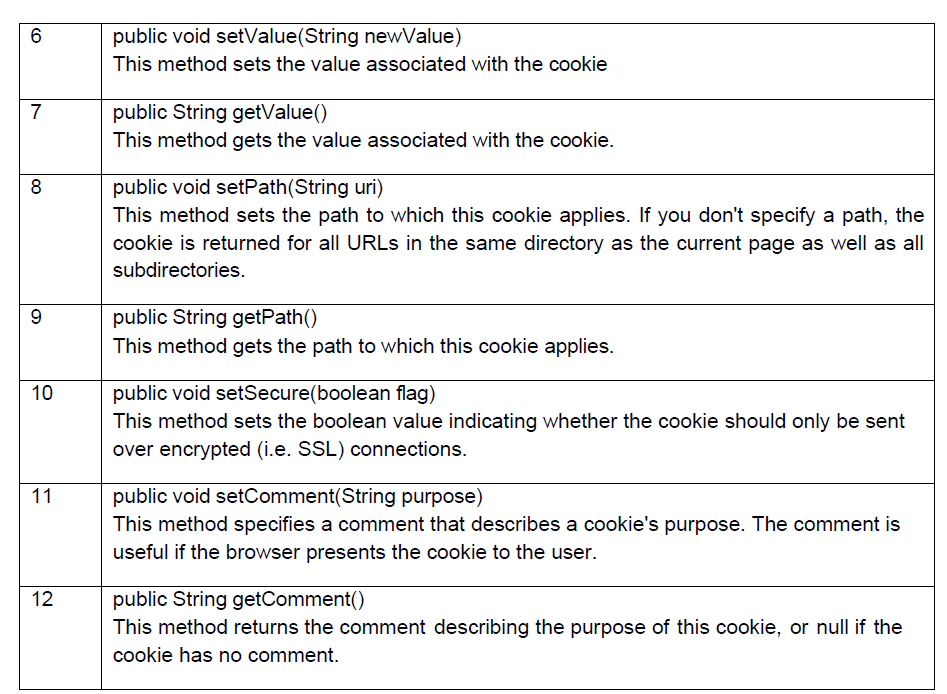 6 public void setValue(String newValue)
This method sets the value associated with the cookie
7 public String getValue()
This method gets the value associated with the cookie.
8 public void setPath(String uri)
This method sets the path to which this cookie applies. If you don't specify a path, the
cookie is returned for all URLs in the same directory as the current page as well as all
subdirectories.
9 public String getPath()
This method gets the path to which this cookie applies.
10 public void setSecure(boolean flag)
This method sets the boolean value indicating whether the cookie should only be sent
over encrypted (i.e. SSL) connections.
11 public void setComment(String purpose)
This method specifies a comment that describes a cookie's purpose. The comment is
useful if the browser presents the cookie to the user.
12 public String getComment()
This method returns the comment describing the purpose of this cookie, or null if the
cookie has no comment.